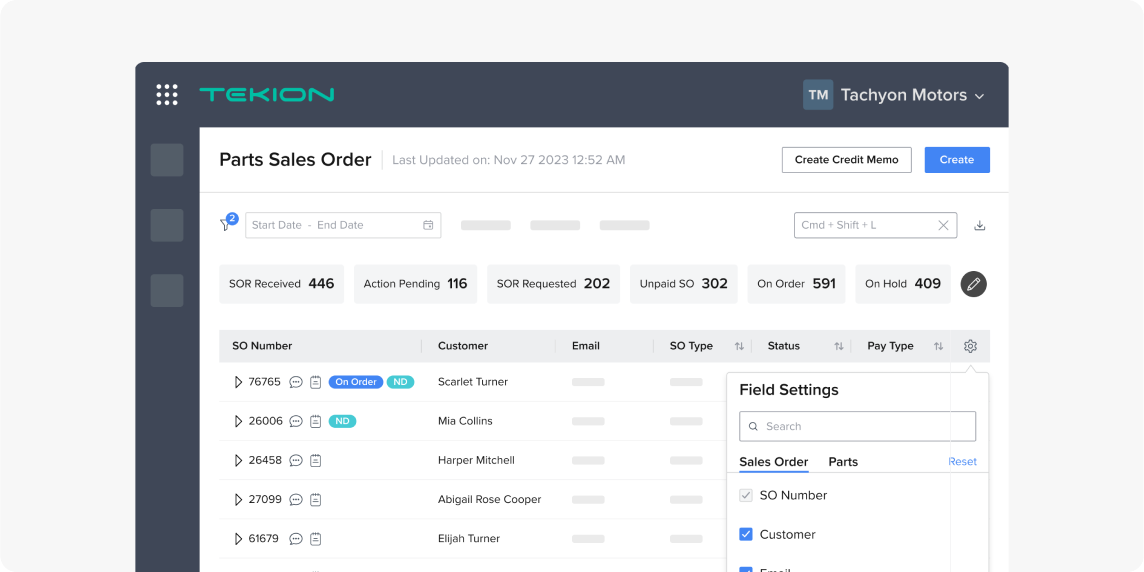 TEKION
TM Tachyon Motors
Parts Sales Order Last Updated on: Nov 27 2023 12:52 AM Create Credit Memo Create
2 Start Date - End Date Cmd + Shift + L
SOR Received 446 Action Pending 116 SOR Requested 202 Unpaid SO 302 On Order 591 On Hold 409
SO Number Customer Email SO Type Status Pay Type
76765 On Order ND Scarlet Turner
26006 ND Mia Collins
26458 Harper Mitchell
27099 Abigail Rose Cooper
61679 Elijah Turner
Field Settings
Search
Sales Order Parts Reset
SO Number
Customer
Email